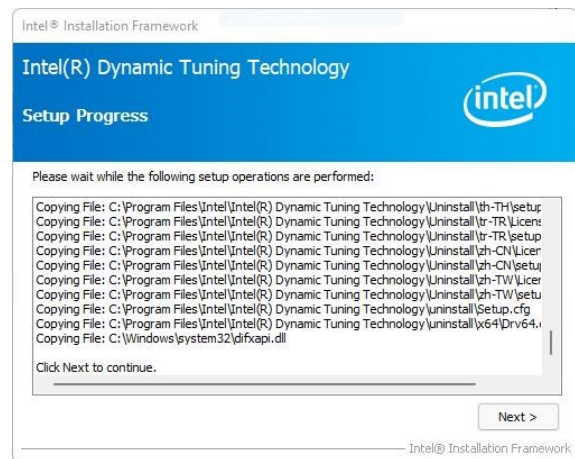 Intel® Installation Framework
Intel(R) Dynamic Tuning Technology
intel
Setup Progress
Please wait while the following setup operations are performed:
Copying File: C:\Program Files\Intel\Intel(R) Dynamic Tuning Technology\Uninstall\th-TH\setup
Copying File: C:\Program Files\Intel\Intel(R) Dynamic Tuning Technology\Uninstall\tr-TR\Licens
Copying File: C:\Program Files\Intel\Intel(R) Dynamic Tuning Technology\Uninstall\tr-TR\setup
Copying File: C:\Program Files\Intel\Intel(R) Dynamic Tuning Technology\Uninstall\zh-CN\Licen
Copying File: C:\Program Files\Intel\Intel(R) Dynamic Tuning Technology\Uninstall\zh-CN\setup
Copying File: C:\Program Files\Intel\Intel(R) Dynamic Tuning Technology\Uninstall\zh-TW\Licer
Copying File: C:\Program Files\Intel\Intel(R) Dynamic Tuning Technology\Uninstall\zh-TW\setu
Copying File: C:\Program Files\Intel\Intel(R) Dynamic Tuning Technology\uninstall\Setup.cfg
Copying File: C:\Program Files\Intel\Intel(R) Dynamic Tuning Technology\uninstall\x64\Drv64.
Copying File: C:\Windows\system32\difxapi.dll
Click Next to continue.
Next >
Intel® Installation Framework